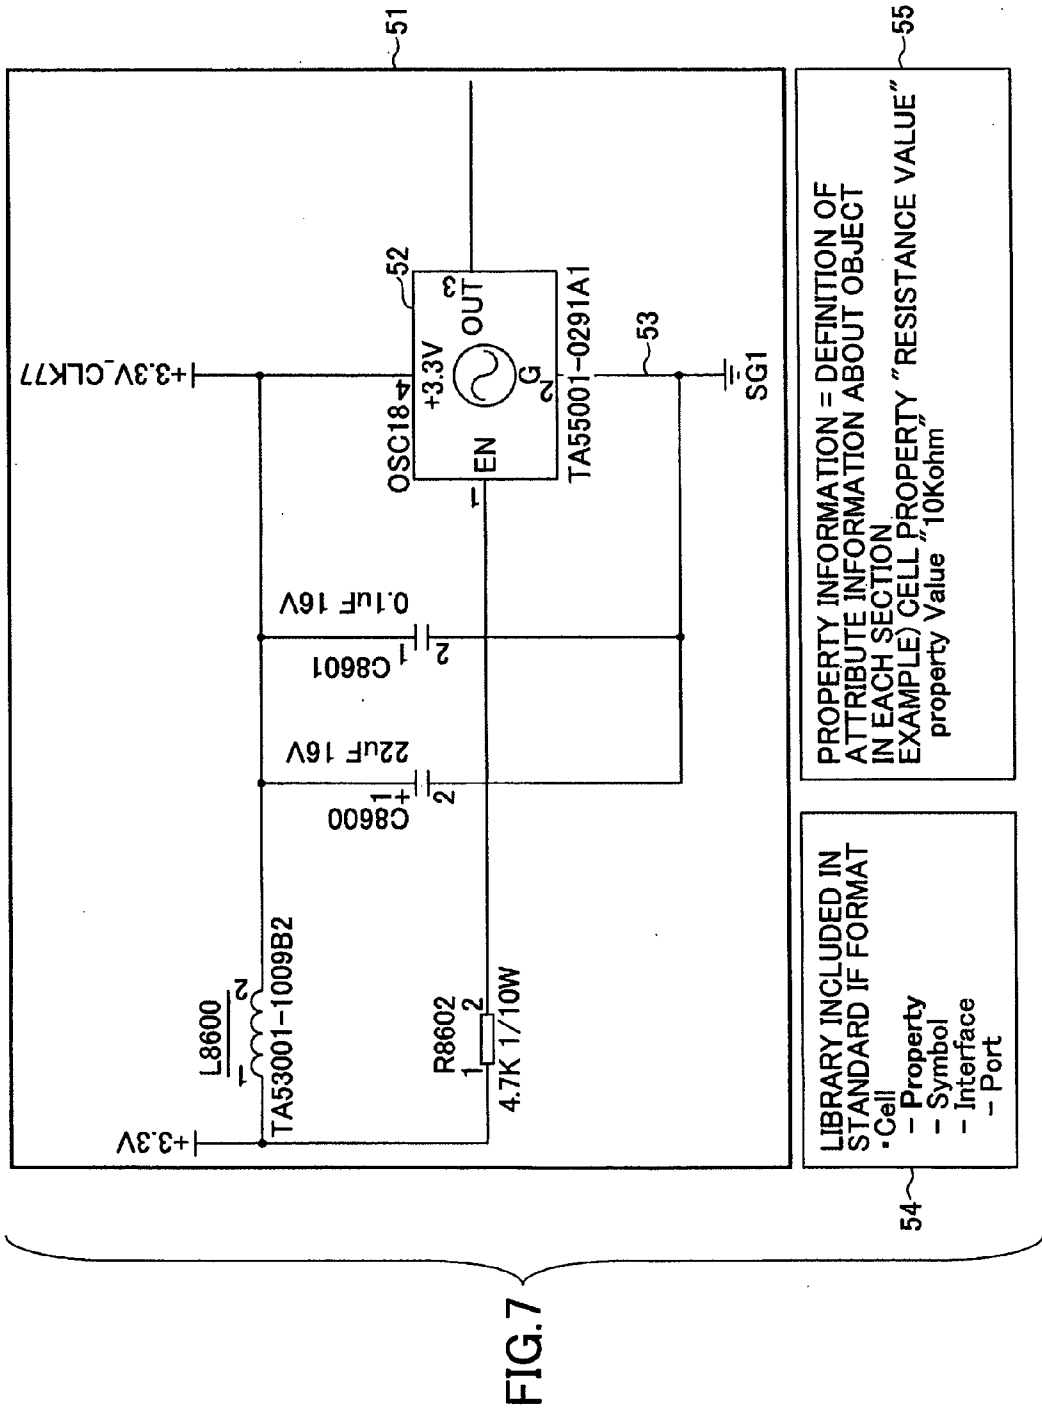 FIG.7
51
+3.3V
L8600
1
2
TA53001-1009B2
R8602
1
2
4.7K 1/10W
22uF 16V
1
+
2
C8600
0.1uF 16V
1
2
C8601
+3.3V_CLK77
OSC18
4
52
+3.3V
3
OUT
EN
1
G
2
TA55001-0291A1
53
SG1
54
LIBRARY INCLUDED IN
STANDARD IF FORMAT
・Cell
– Property
– Symbol
– Interface
– Port
55
PROPERTY INFORMATION = DEFINITION OF
ATTRIBUTE INFORMATION ABOUT OBJECT
IN EACH SECTION
EXAMPLE) CELL PROPERTY "RESISTANCE VALUE"
property Value "10Kohm"